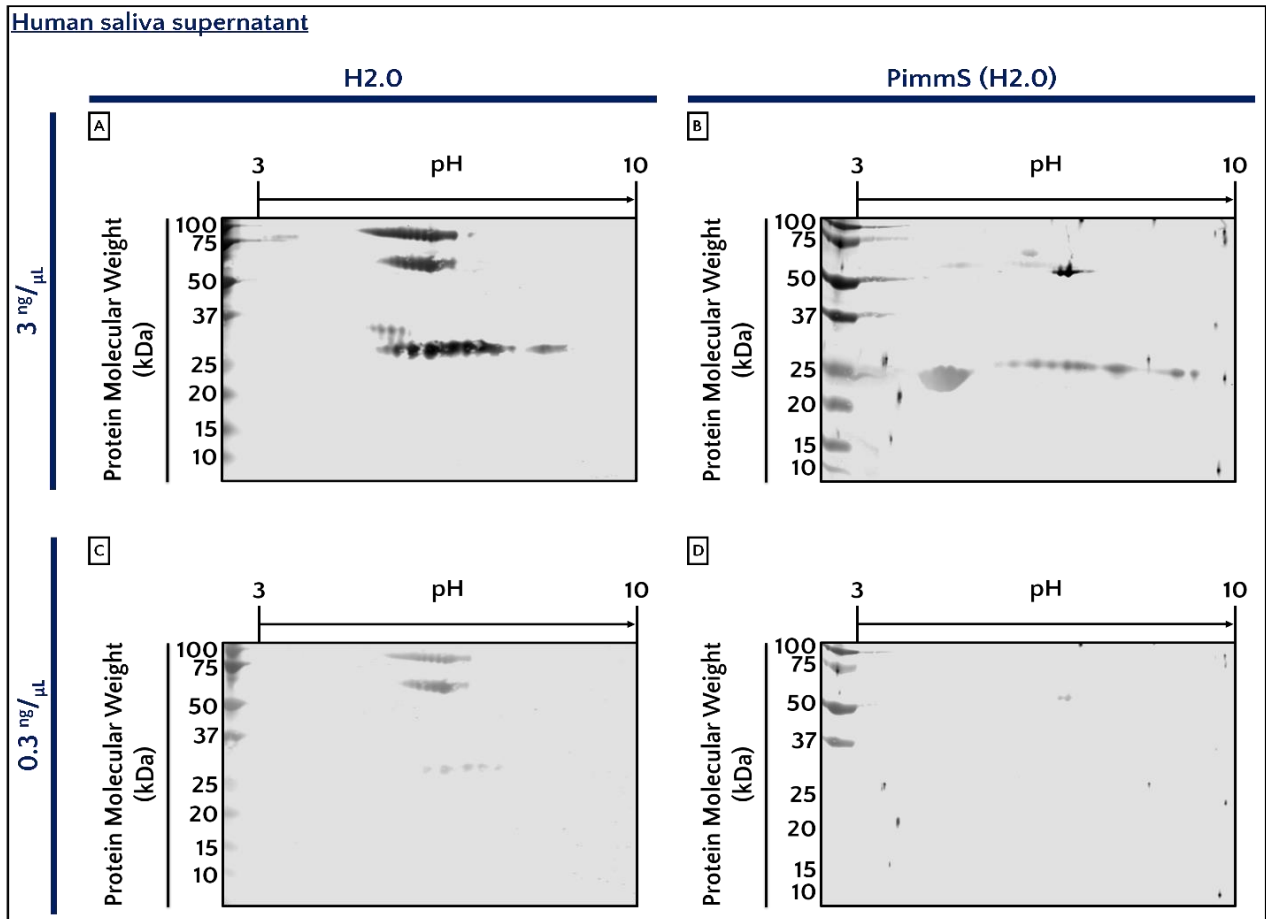 Human saliva supernatant
H2.0
PimmS (H2.0)
3 ng/µL
A
3 pH 10
Protein Molecular Weight
(kDa)
100
75
50
37
25
20
15
10
B
3 pH 10
Protein Molecular Weight
(kDa)
100
75
50
37
25
20
15
10
0.3 ng/µL
C
3 pH 10
Protein Molecular Weight
(kDa)
100
75
50
37
25
20
15
10
D
3 pH 10
Protein Molecular Weight
(kDa)
100
75
50
37
25
20
15
10